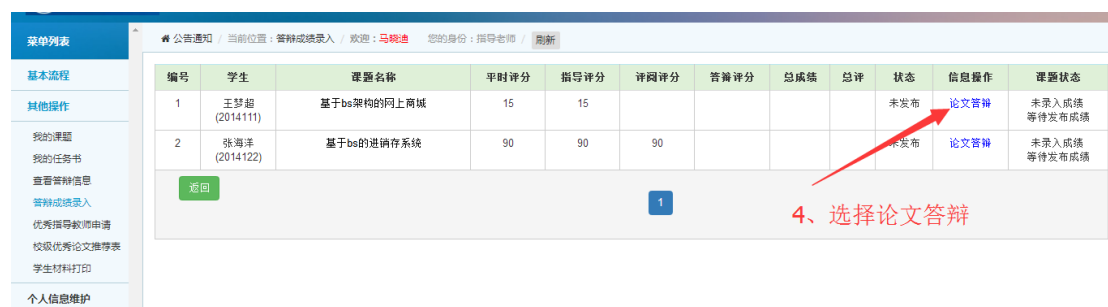 菜单列表
公告通知 / 当前位置：答辩成绩录入 / 欢迎：马晓迪 您的身份：指导老师 / 刷新
基本流程
其他操作
我的课题
我的任务书
查看答辩信息
答辩成绩录入
优秀指导教师申请
校级优秀论文推荐表
学生材料打印
个人信息维护
编号 学生 课题名称 平时评分 指导评分 评阅评分 答辩评分 总成绩 总评 状态 信息操作 课题状态
1 王梦超 基于bs架构的网上商城 15 15 未发布 论文答辩 未录入成绩
(2014111) 等待发布成绩
2 张海洋 基于bs的进销存系统 90 90 90 未发布 论文答辩 未录入成绩
(2014122) 等待发布成绩
返回
1
4、选择论文答辩